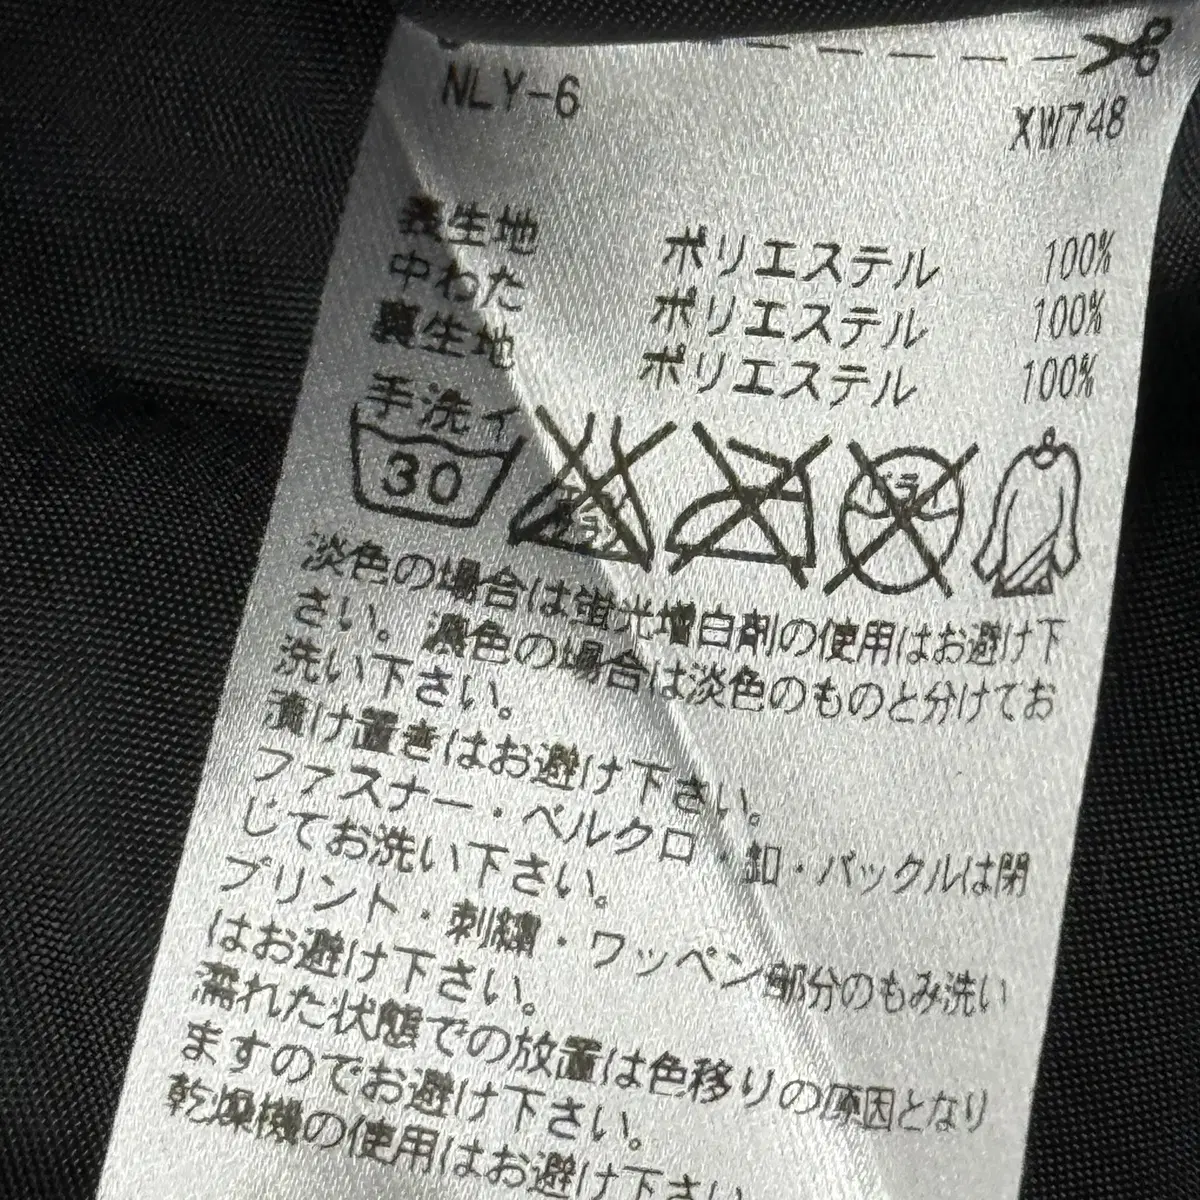 NLY-6
XW748
表生地 ポリエステル 100%
中わた ポリエステル 100%
裏生地 ポリエステル 100%
手洗イ
30
エンソ
サラシ
ドライ
淡色の場合は蛍光増白剤の使用はお避け下
さい。濃色の場合は淡色のものと分けてお
洗い下さい。
漬け置きはお避け下さい。
ファスナー・ベルクロ・釦・バックルは閉
じてお洗い下さい。
プリント・刺繍・ワッペン部分のもみ洗い
はお避け下さい。
濡れた状態での放置は色移りの原因となり
ますのでお避け下さい。
乾燥機の使用はお避け下さい。